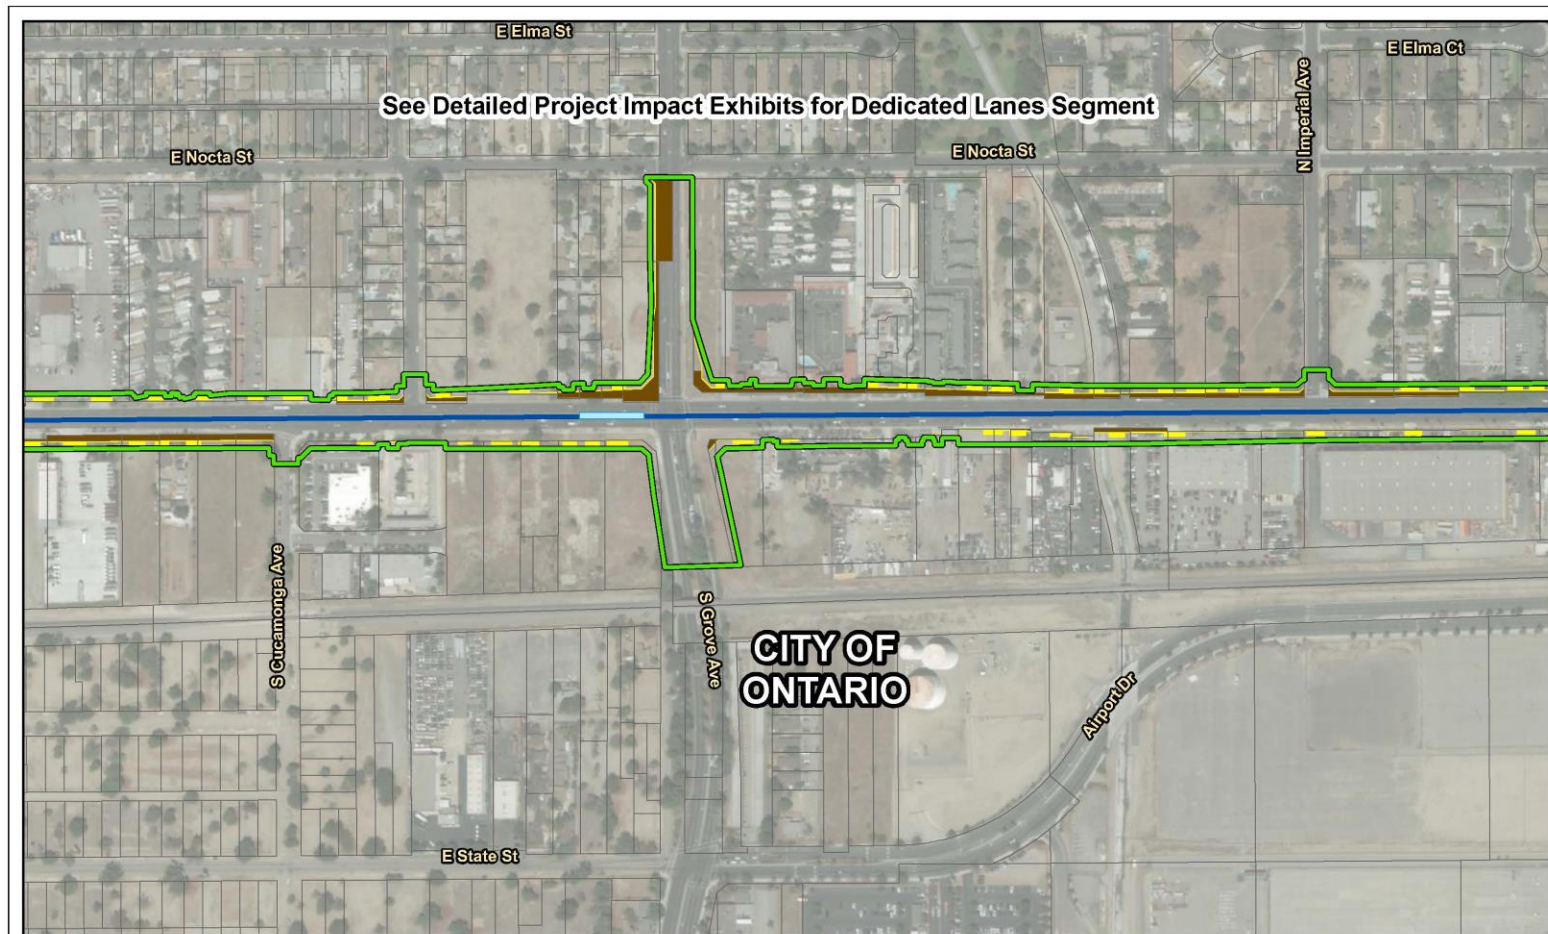 E Elma St
E Elma Ct
N Imperial Ave
See Detailed Project Impact Exhibits for Dedicated Lanes Segment
E Nocta St
E Nocta St
S Cucamonga Ave
S Grove Ave
CITY OF
ONTARIO
Airport Dr
E State St